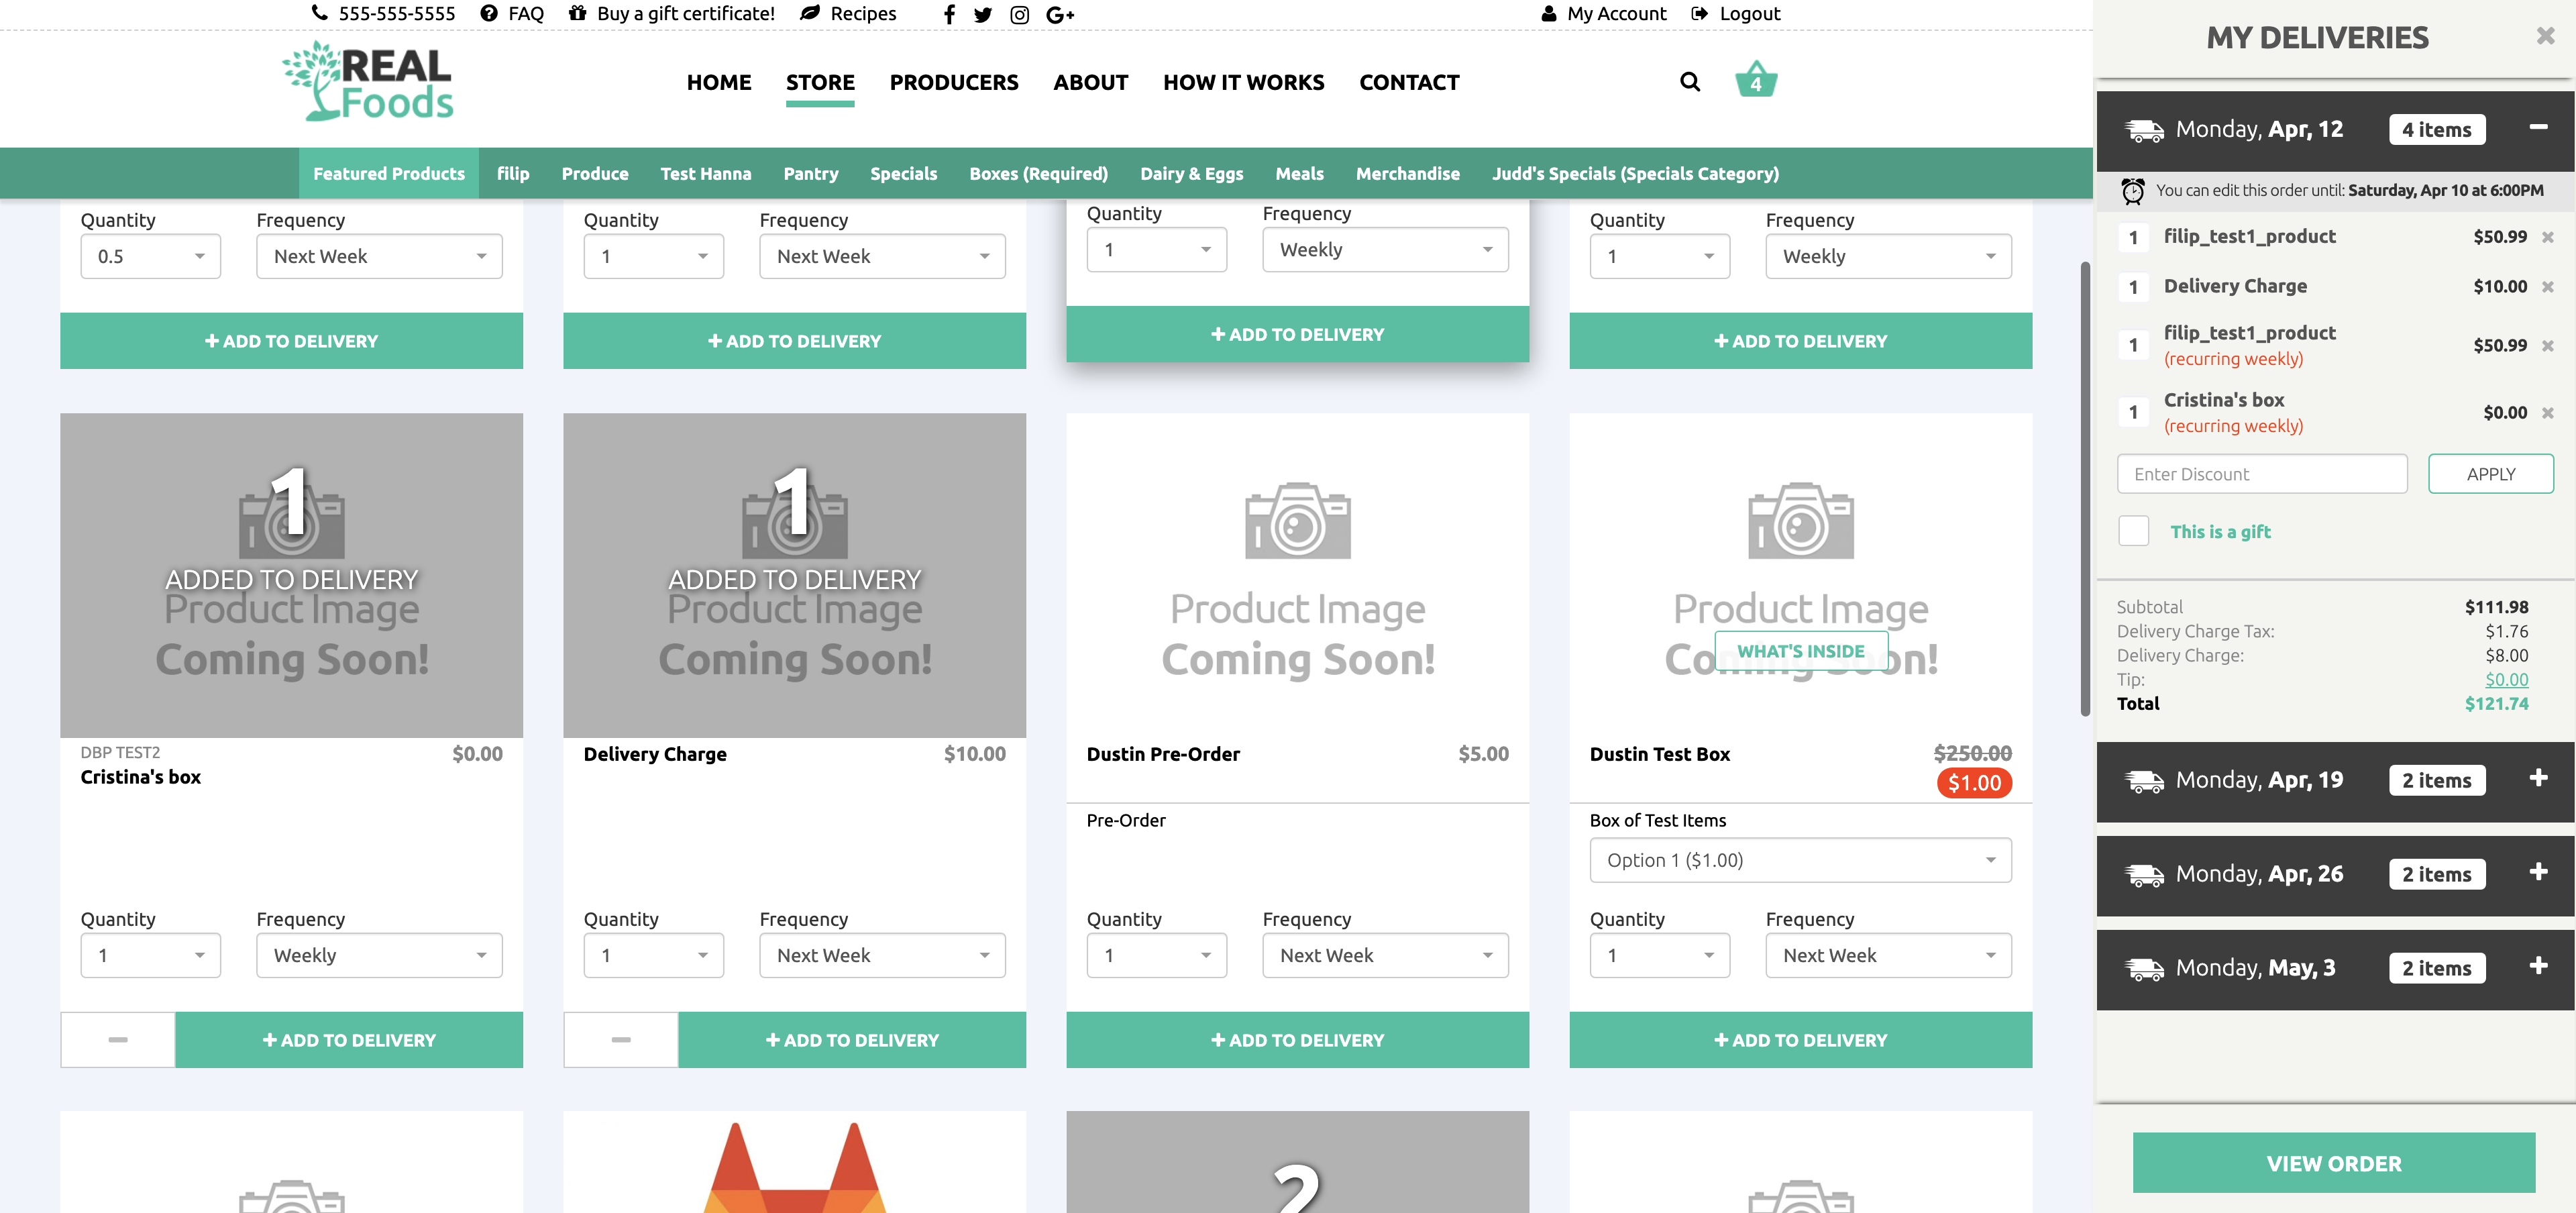 555-555-5555 FAQ Buy a gift certificate! Recipes My Account Logout
REAL
Foods
HOME STORE PRODUCERS ABOUT HOW IT WORKS CONTACT 4
Featured Products filip Produce Test Hanna Pantry Specials Boxes (Required) Dairy & Eggs Meals Merchandise Judd's Specials (Specials Category)
Quantity Frequency Quantity Frequency Quantity Frequency Quantity Frequency
0.5 Next Week 1 Next Week 1 Weekly 1 Weekly
+ ADD TO DELIVERY + ADD TO DELIVERY + ADD TO DELIVERY + ADD TO DELIVERY
1
ADDED TO DELIVERY
Product Image
Coming Soon!
DBP TEST2
Cristina's box
$0.00
Quantity Frequency
1 Weekly
+ ADD TO DELIVERY
1
ADDED TO DELIVERY
Product Image
Coming Soon!
Delivery Charge $10.00
Quantity Frequency
1 Next Week
+ ADD TO DELIVERY
Product Image
Coming Soon!
Dustin Pre-Order $5.00
Pre-Order
Quantity Frequency
1 Next Week
+ ADD TO DELIVERY
Product Image
Coming Soon!
WHAT'S INSIDE
Dustin Test Box $250.00
$1.00
Box of Test Items
Option 1 ($1.00)
Quantity Frequency
1 Next Week
+ ADD TO DELIVERY
2
MY DELIVERIES
Monday, Apr, 12 4 items
You can edit this order until: Saturday, Apr 10 at 6:00PM
1 filip_test1_product $50.99
1 Delivery Charge $10.00
1 filip_test1_product $50.99
(recurring weekly)
1 Cristina's box $0.00
(recurring weekly)
Enter Discount APPLY
This is a gift
Subtotal $111.98
Delivery Charge Tax: $1.76
Delivery Charge: $8.00
Tip: $0.00
Total $121.74
Monday, Apr, 19 2 items
Monday, Apr, 26 2 items
Monday, May, 3 2 items
VIEW ORDER